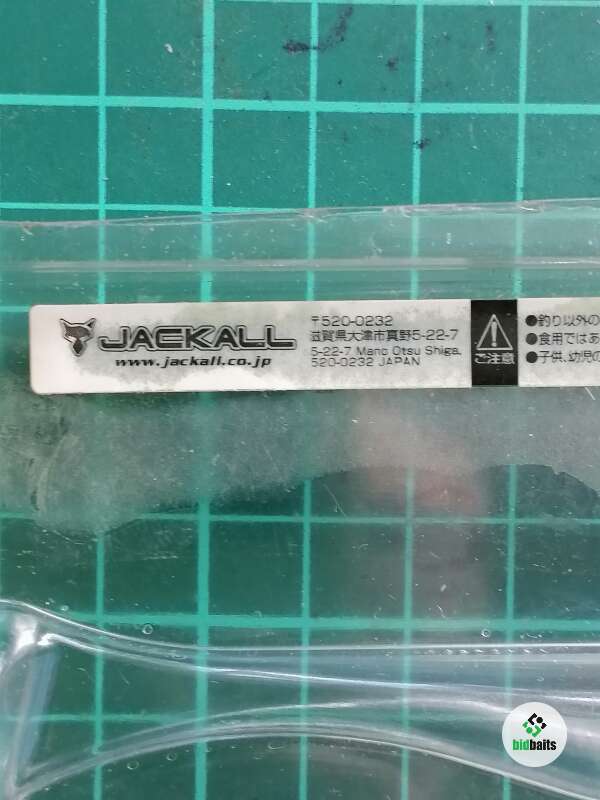 JACKALL
www.jackall.co.jp
〒520-0232
滋賀県大津市真野5-22-7
5-22-7 Mano Otsu Shiga,
520-0232 JAPAN
ご注意
●釣り以外の
●食用ではあ
●子供、幼児の
bidbaits